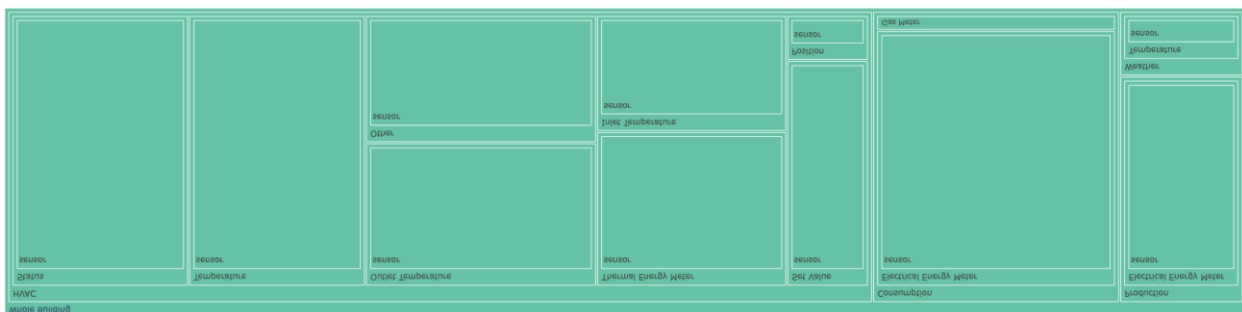 Whole Building
HVAC
Status
sensor
Temperature
sensor
Outlet Temperature
sensor
Other
sensor
Thermal Energy Meter
sensor
Inlet Temperature
sensor
Set Value
sensor
Position
sensor
Consumption
Electrical Energy Meter
sensor
Gas Meter
Production
Electrical Energy Meter
sensor
Weather
Temperature
sensor